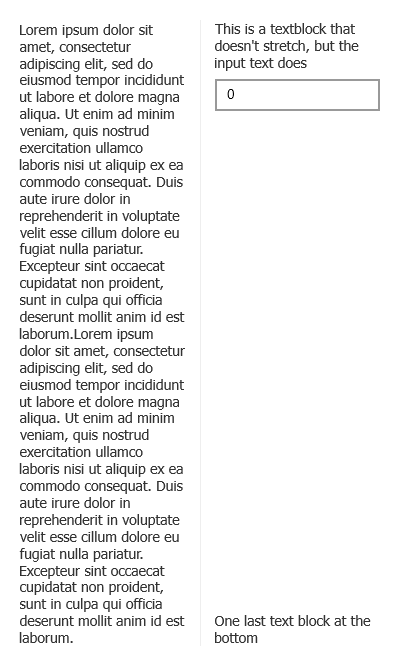 Lorem ipsum dolor sit
amet, consectetur
adipiscing elit, sed do
eiusmod tempor incididunt
ut labore et dolore magna
aliqua. Ut enim ad minim
veniam, quis nostrud
exercitation ullamco
laboris nisi ut aliquip ex ea
commodo consequat. Duis
aute irure dolor in
reprehenderit in voluptate
velit esse cillum dolore eu
fugiat nulla pariatur.
Excepteur sint occaecat
cupidatat non proident,
sunt in culpa qui officia
deserunt mollit anim id est
laborum.Lorem ipsum
dolor sit amet, consectetur
adipiscing elit, sed do
eiusmod tempor incididunt
ut labore et dolore magna
aliqua. Ut enim ad minim
veniam, quis nostrud
exercitation ullamco
laboris nisi ut aliquip ex ea
commodo consequat. Duis
aute irure dolor in
reprehenderit in voluptate
velit esse cillum dolore eu
fugiat nulla pariatur.
Excepteur sint occaecat
cupidatat non proident,
sunt in culpa qui officia
deserunt mollit anim id est
laborum.
This is a textblock that
doesn't stretch, but the
input text does
0
One last text block at the
bottom